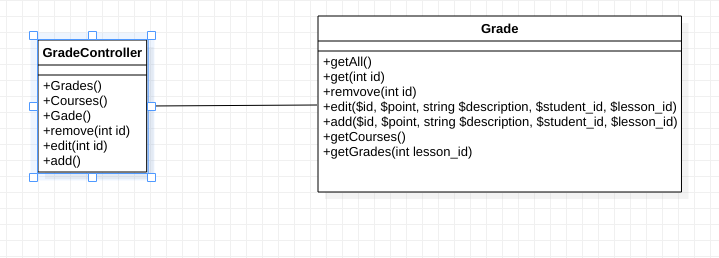 GradeController
+Grades()
+Courses()
+Gade()
+remove(int id)
+edit(int id)
+add()
Grade
+getAll()
+get(int id)
+remvove(int id)
+edit($id, $point, string $description, $student_id, $lesson_id)
+add($id, $point, string $description, $student_id, $lesson_id)
+getCourses()
+getGrades(int lesson_id)